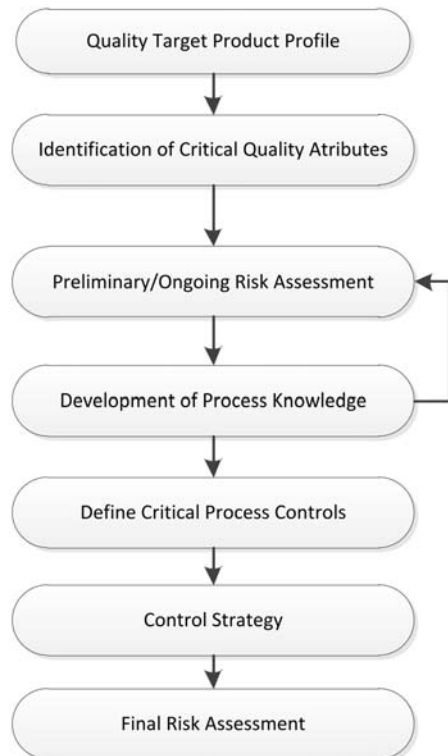 Quality Target Product Profile
Identification of Critical Quality Atributes
Preliminary/Ongoing Risk Assessment
Development of Process Knowledge
Define Critical Process Controls
Control Strategy
Final Risk Assessment